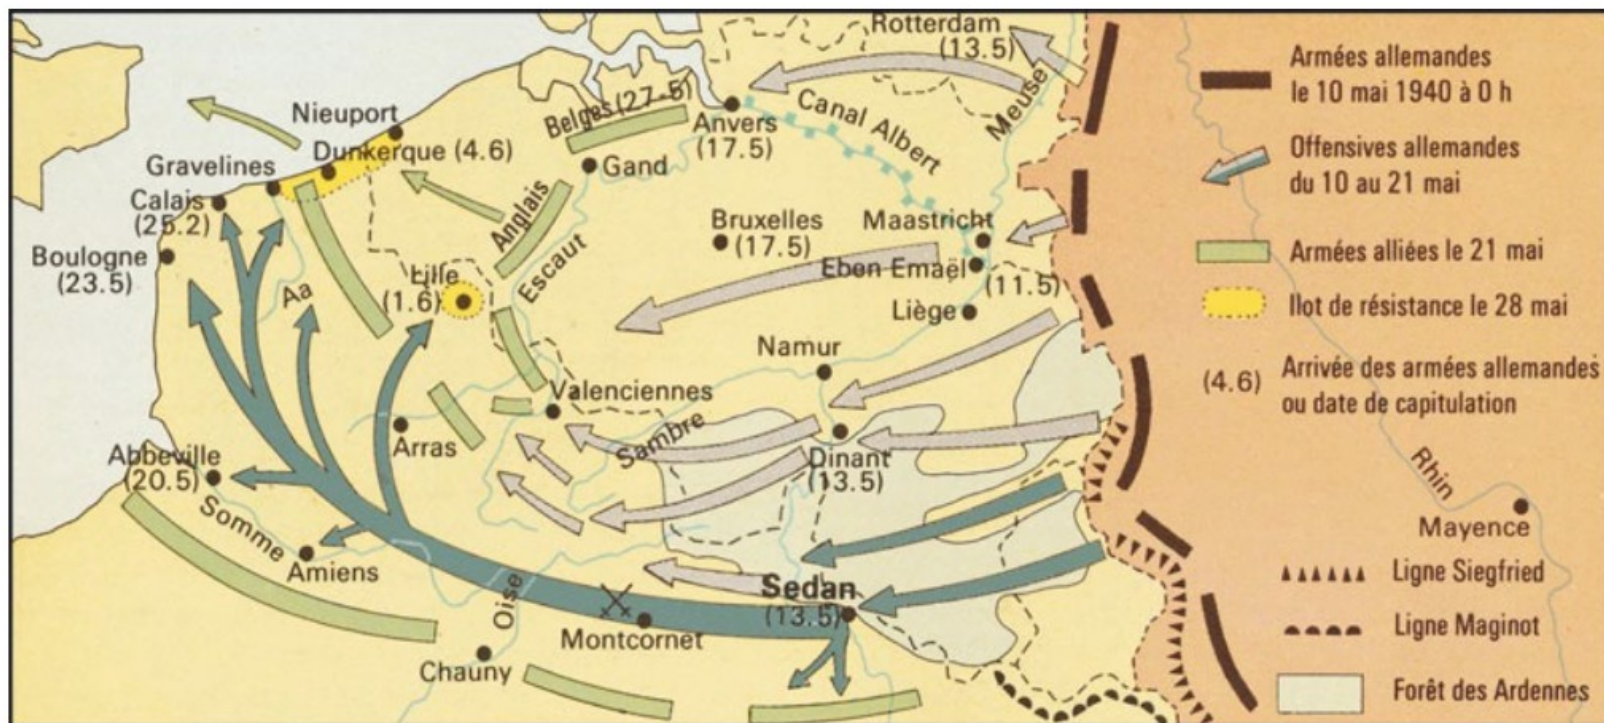 Rotterdam
(13.5)
Meuse
Nieuport
Belges (27-5)
Anvers
(17.5)
Canal Albert
Dunkerque (4.6)
Gravelines
Gand
Calais
(25.2)
Anglais
Bruxelles
(17.5)
Maastricht
Boulogne
(23.5)
Escaut
Eben Emaël
(11.5)
Aa
Lille
(1.6)
Liège
Namur
Valenciennes
Sambre
Arras
Dinant
(13.5)
Abbeville
(20.5)
Somme
Amiens
Oise
Sedan
(13.5)
Montcornet
Chauny
Rhin
Mayence
Armées allemandes
le 10 mai 1940 à 0 h
Offensives allemandes
du 10 au 21 mai
Armées alliées le 21 mai
Ilot de résistance le 28 mai
(4.6) Arrivée des armées allemandes
ou date de capitulation
Ligne Siegfried
Ligne Maginot
Forêt des Ardennes